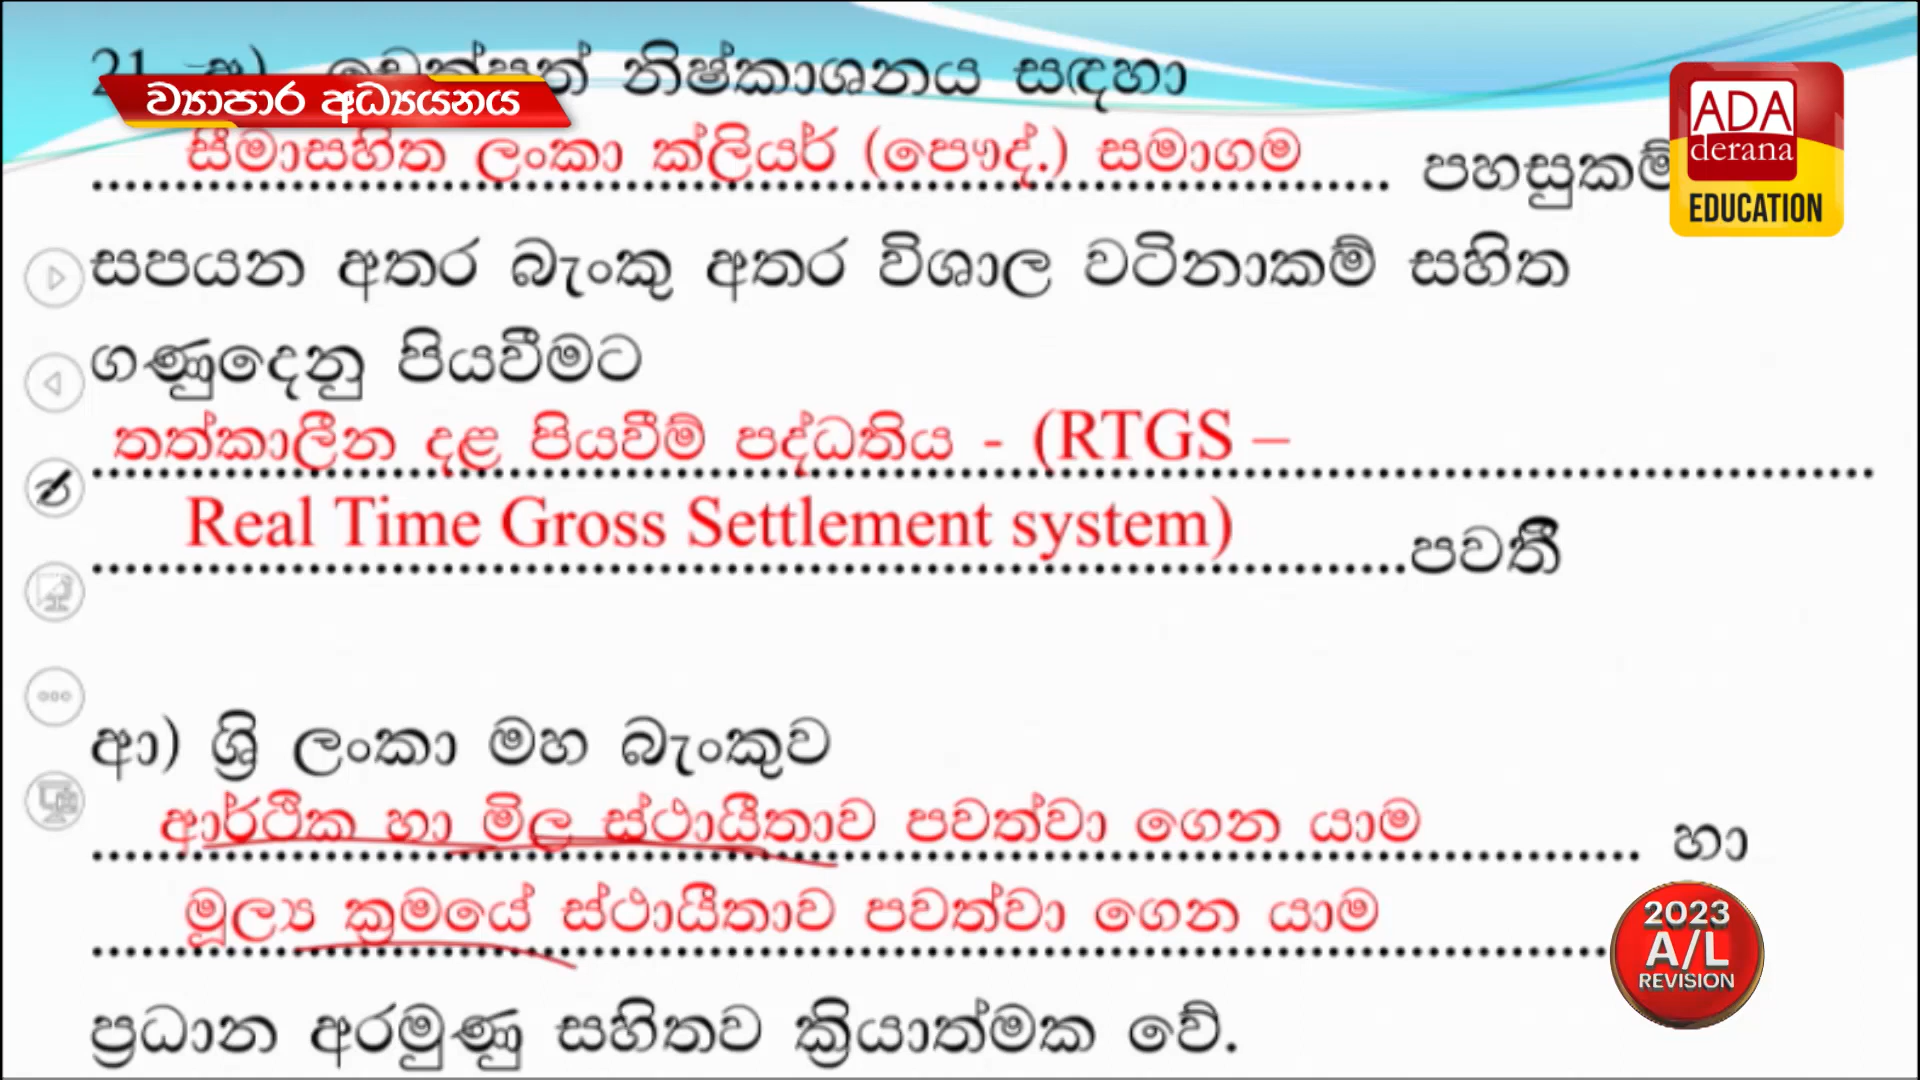 21 අ) චෙක්පත් නිෂ්කාශනය සඳහා
ව්‍යාපාර අධ්‍යයනය
සීමාසහිත ලංකා ක්ලියර් (පෞද්.) සමාගම
.......... පහසුකම්
ADA
derana
EDUCATION
සපයන අතර බැංකු අතර විශාල වටිනාකම් සහිත
ගණුදෙනු පියවීමට
තත්කාලීන දළ පියවීම් පද්ධතිය - (RTGS –
Real Time Gross Settlement system)
..........පවතී
ආ) ශ්‍රී ලංකා මහ බැංකුව
ආර්ථික හා මිල ස්ථායීතාව පවත්වා ගෙන යාම
.......... හා
මූල්‍ය ක්‍රමයේ ස්ථායීතාව පවත්වා ගෙන යාම
ප්‍රධාන අරමුණු සහිතව ක්‍රියාත්මක වේ.
2023
A/L
REVISION